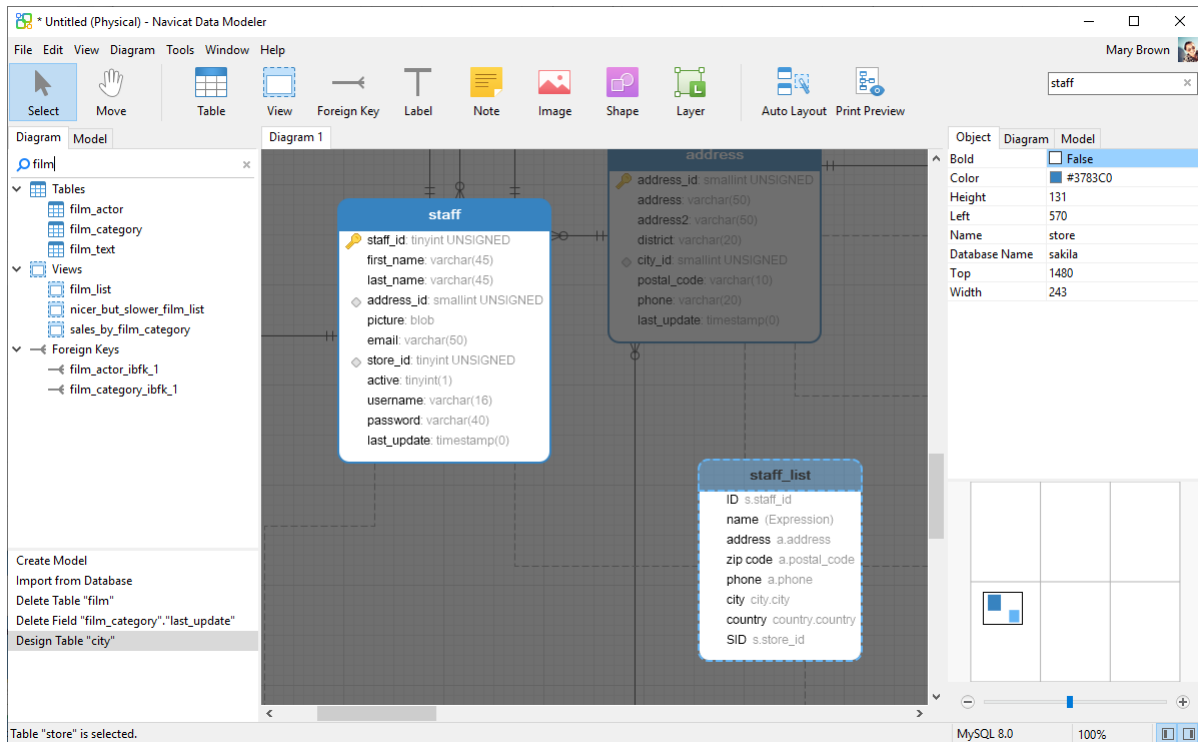 * Untitled (Physical) - Navicat Data Modeler
File Edit View Diagram Tools Window Help
Mary Brown
Select Move Table View Foreign Key Label Note Image Shape Layer Auto Layout Print Preview
staff
Diagram Model
film
Tables
film_actor
film_category
film_text
Views
film_list
nicer_but_slower_film_list
sales_by_film_category
Foreign Keys
film_actor_ibfk_1
film_category_ibfk_1
Create Model
Import from Database
Delete Table "film"
Delete Field "film_category"."last_update"
Design Table "city"
Diagram 1
staff
staff_id: tinyint UNSIGNED
first_name: varchar(45)
last_name: varchar(45)
address_id: smallint UNSIGNED
picture: blob
email: varchar(50)
store_id: tinyint UNSIGNED
active: tinyint(1)
username: varchar(16)
password: varchar(40)
last_update: timestamp(0)
address
address_id: smallint UNSIGNED
address: varchar(50)
address2: varchar(50)
district: varchar(20)
city_id: smallint UNSIGNED
postal_code: varchar(10)
phone: varchar(20)
last_update: timestamp(0)
staff_list
ID s.staff_id
name (Expression)
address a.address
zip code a.postal_code
phone a.phone
city city.city
country country.country
SID s.store_id
Object Diagram Model
Bold False
Color #3783C0
Height 131
Left 570
Name store
Database Name sakila
Top 1480
Width 243
Table "store" is selected.
MySQL 8.0
100%